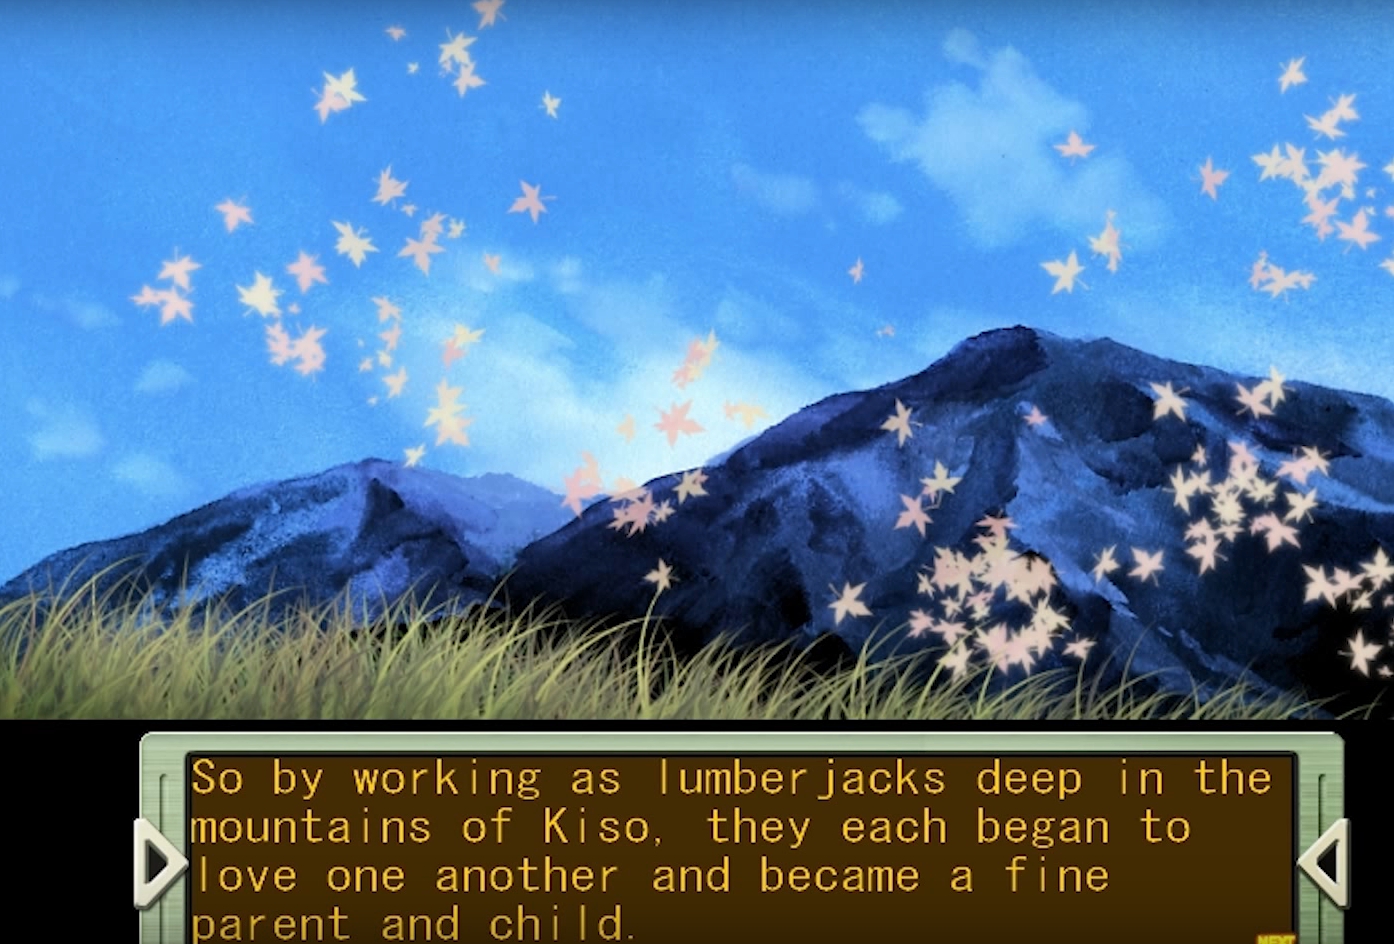 So by working as lumberjacks deep in the
mountains of Kiso, they each began to
love one another and became a fine
parent and child.
NEXT